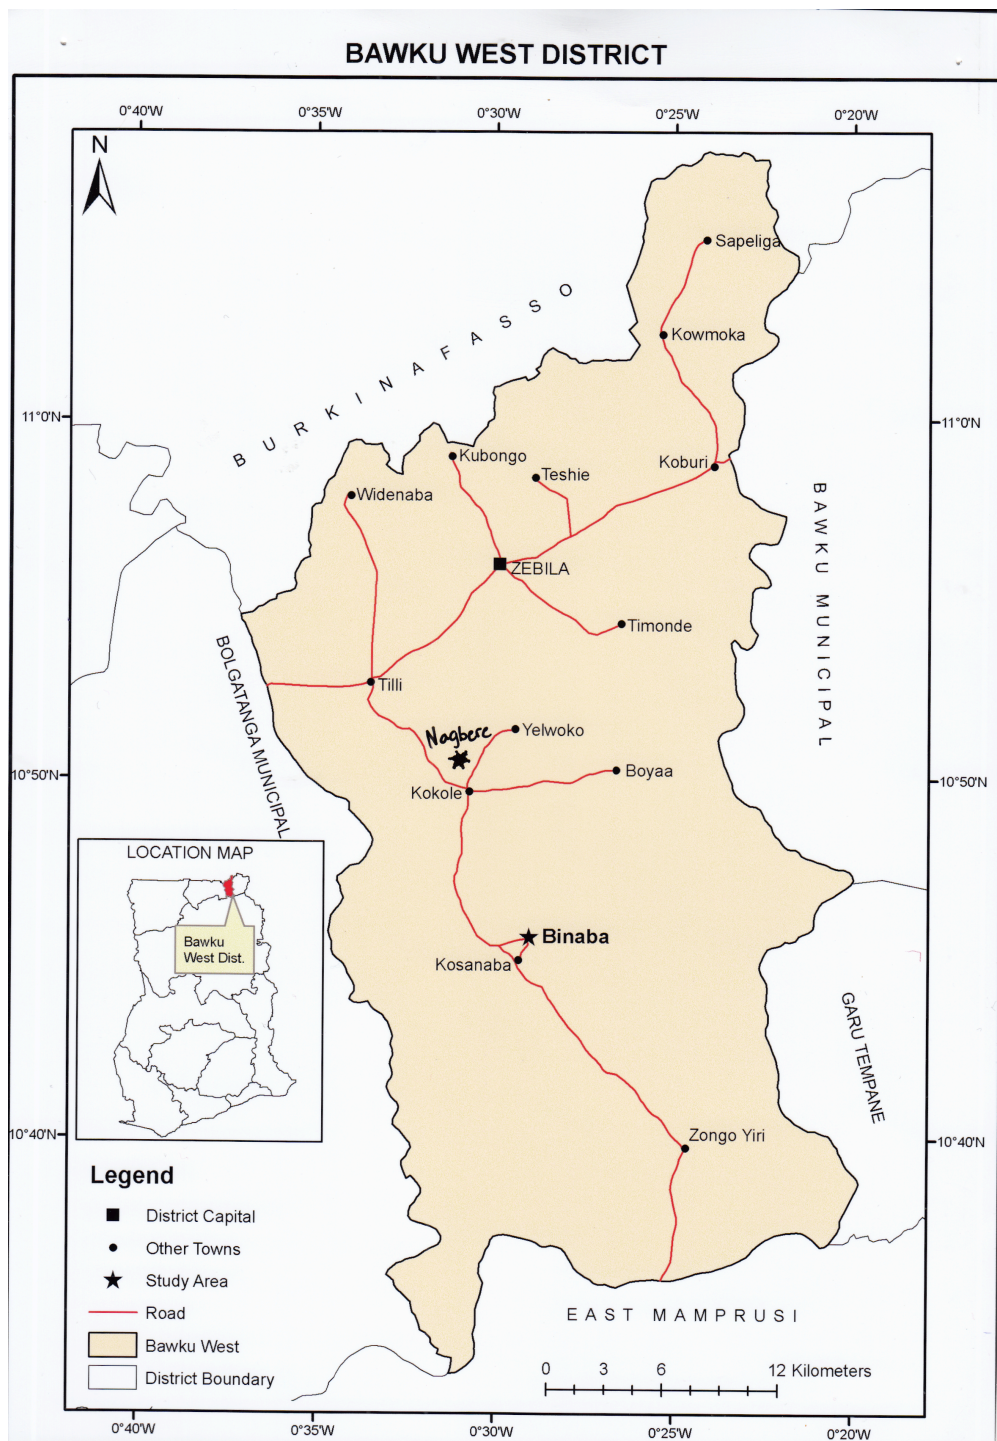 BAWKU WEST DISTRICT
0°40'W 0°35'W 0°30'W 0°25'W 0°20'W
N
Sapeliga
BURKINAFASSO
Kowmoka
11°0'N
11°0'N
Kubongo
Koburi
Teshie
Widenaba
BAWKU MUNICIPAL
ZEBILA
Timonde
BOLGATANGA MUNICIPAL
Tilli
Nagbere
Yelwoko
Boyaa
10°50'N
10°50'N
Kokole
LOCATION MAP
Bawku
West Dist.
Binaba
Kosanaba
GARU TEMPANE
10°40'N
Zongo Yiri
10°40'N
Legend
District Capital
Other Towns
Study Area
Road
Bawku West
District Boundary
EAST MAMPRUSI
0 3 6 12 Kilometers
0°40'W 0°35'W 0°30'W 0°25'W 0°20'W